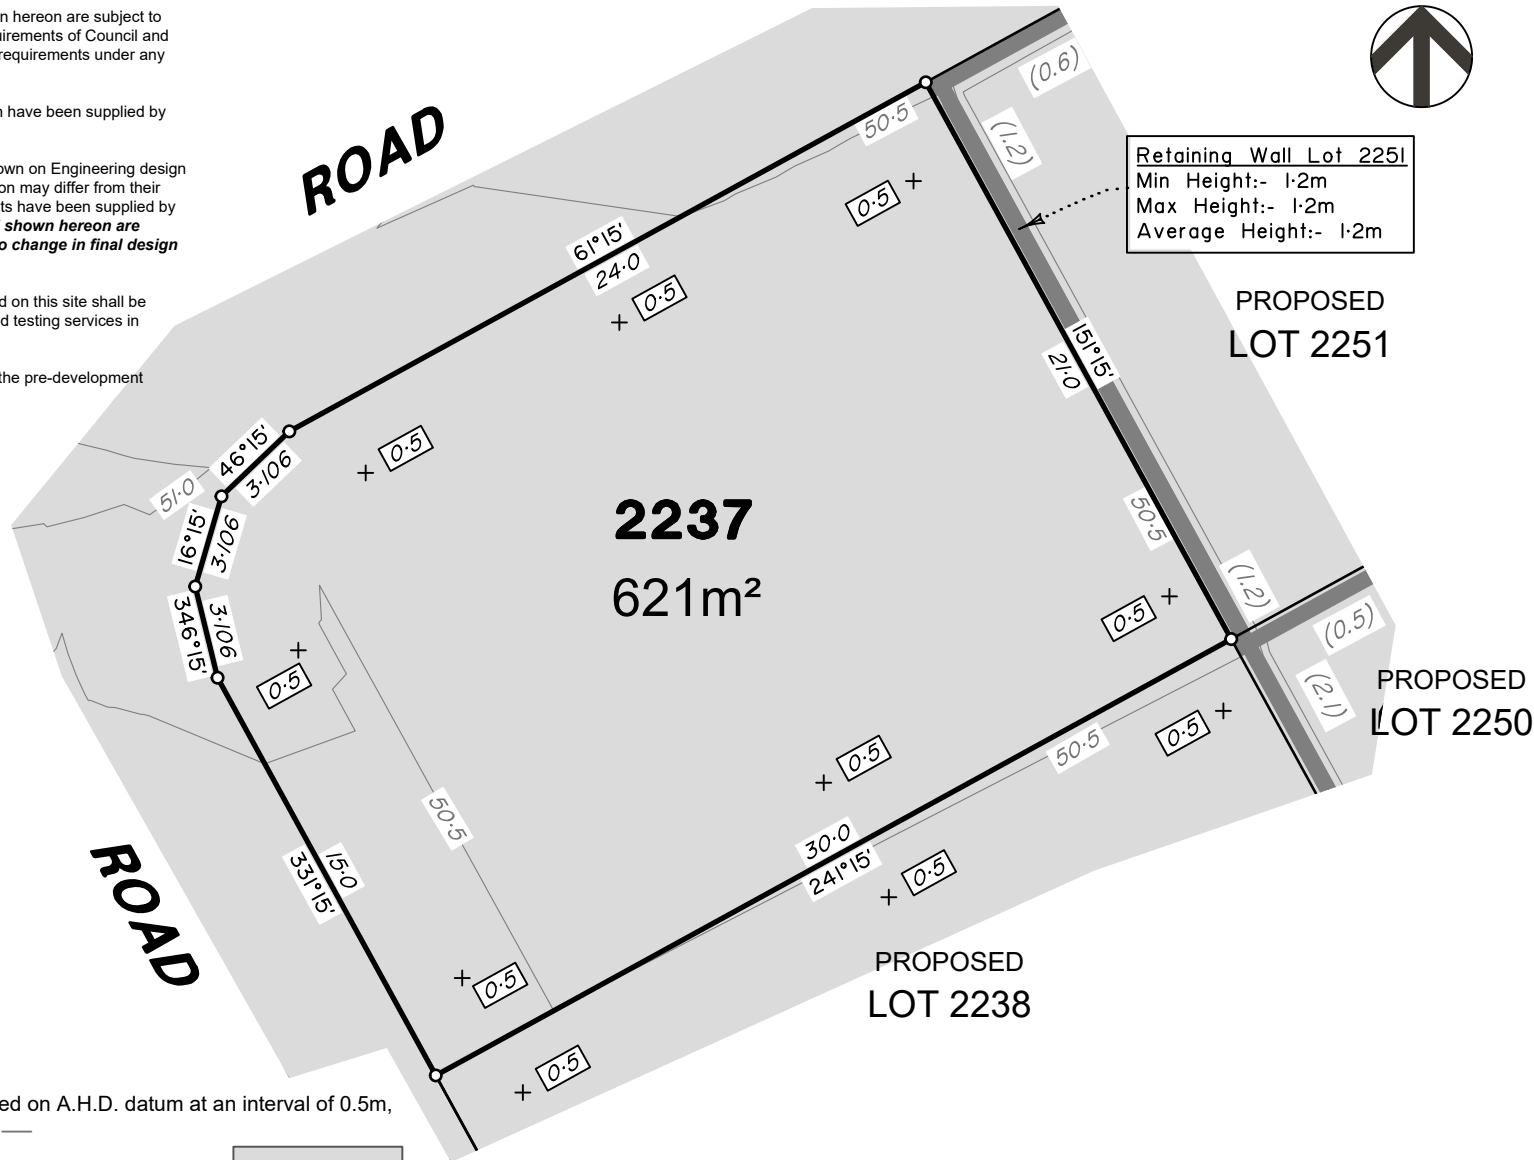 n hereon are subject to
uirements of Council and
requirements under any
n have been supplied by
own on Engineering design
on may differ from their
ts have been supplied by
shown hereon are
o change in final design
d on this site shall be
d testing services in
the pre-development
ROAD
50·5
(0.6)
(1.2)
Retaining Wall Lot 2251
Min Height:- 1·2m
Max Height:- 1·2m
Average Height:- 1·2m
0·5
61°15'
24·0
0·5
PROPOSED
LOT 2251
151°15'
21·0
46°15'
3·106
0·5
51·0
16°15'
3·106
2237
621m²
50·5
(1.2)
0·5
(0.5)
346°15'
3·106
0·5
PROPOSED
LOT 2250
(2.1)
0·5
50·5
0·5
50·5
30·0
241°15'
0·5
ROAD
331°15'
15·0
0·5
PROPOSED
LOT 2238
0·5
ed on A.H.D. datum at an interval of 0.5m,